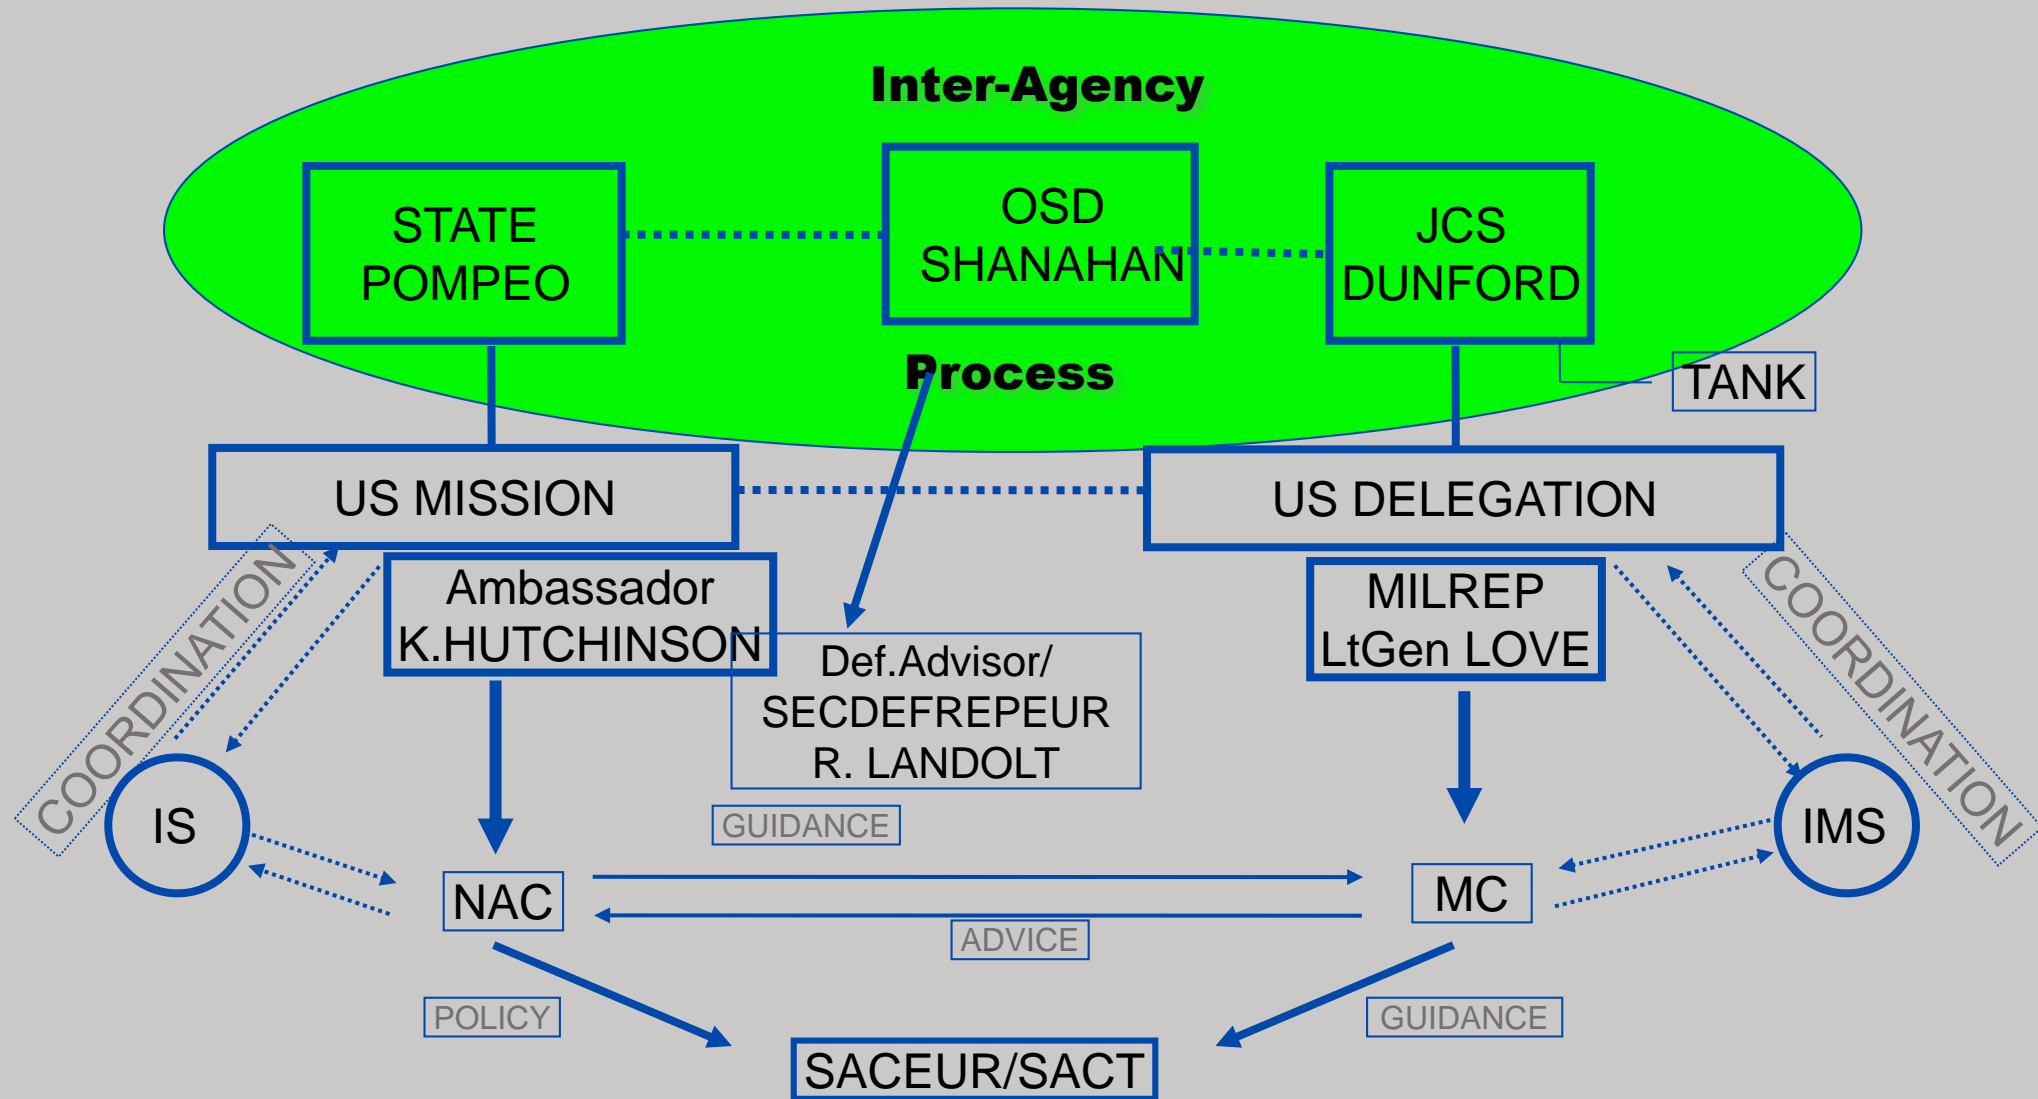 Inter-Agency
STATE
POMPEO
OSD
SHANAHAN
JCS
DUNFORD
Process
TANK
US MISSION
US DELEGATION
COORDINATION
Ambassador
K.HUTCHINSON
Def.Advisor/
SECDEFREPEUR
R. LANDOLT
MILREP
LtGen LOVE
COORDINATION
IS
GUIDANCE
IMS
NAC
MC
ADVICE
POLICY
GUIDANCE
SACEUR/SACT